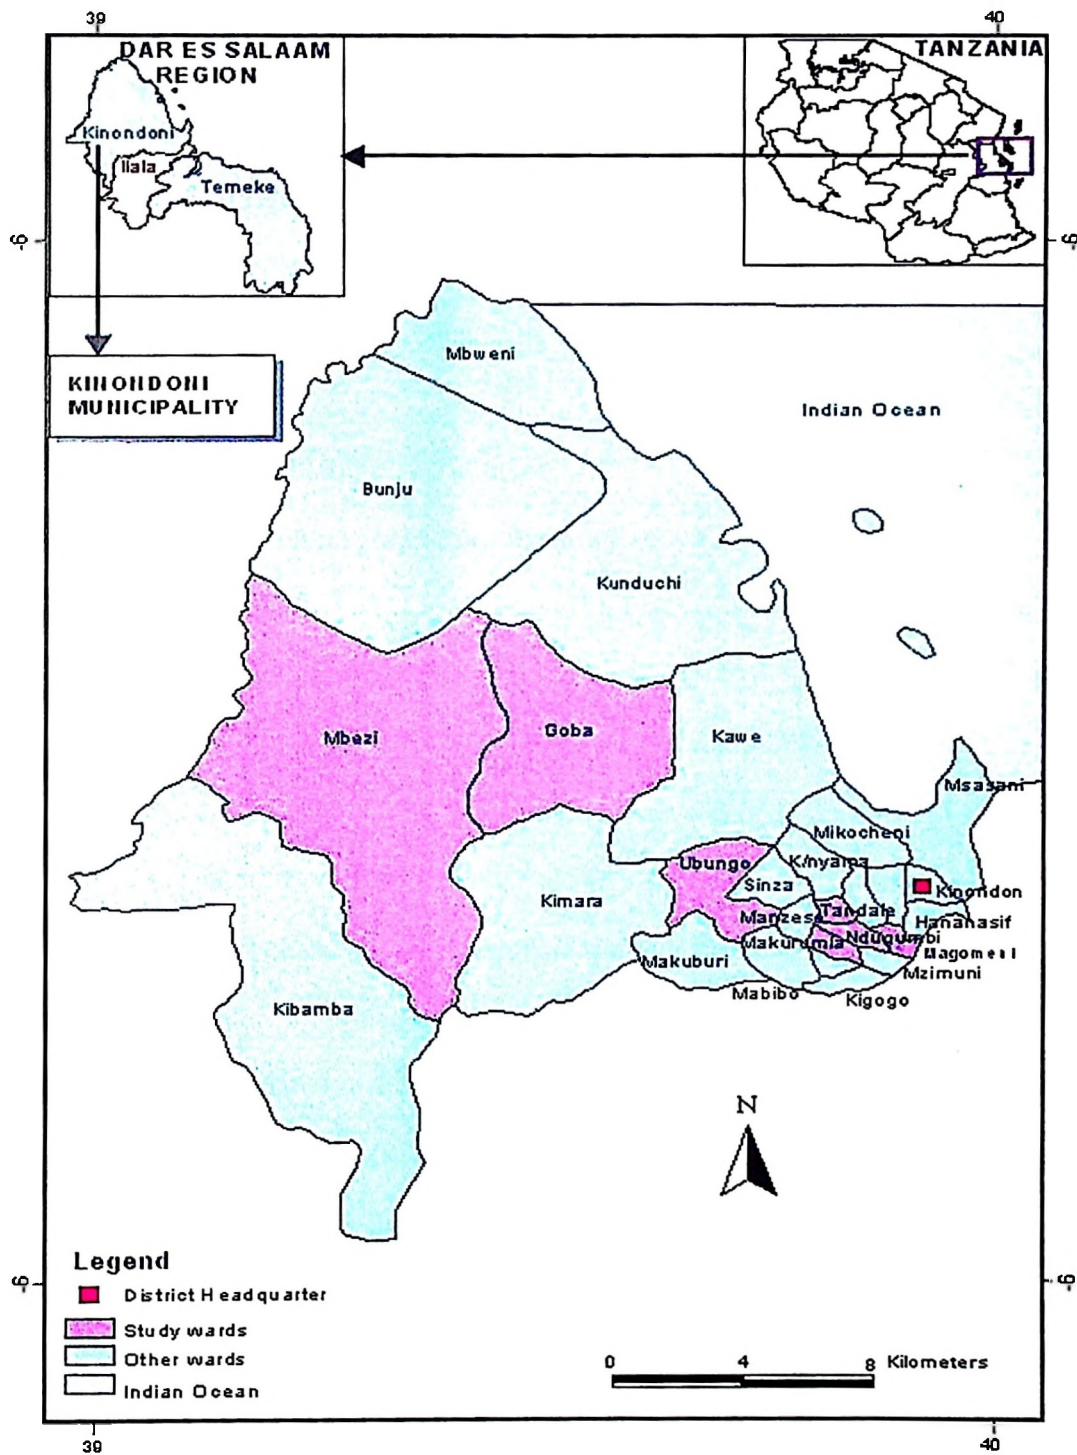 39
40
DAR ES SALAAM
REGION
TANZANIA
Kinondoni
Ilala
Temeke
-6
-6
KINONDONI
MUNICIPALITY
Mbweni
Indian Ocean
Bunju
Kunduchi
Mbezi
Goba
Kawe
Msasani
Mikocheni
Ubungo
K/nyama
Sinza
Kinondon
Kimara
Manzese
Tandale
Hananasif
Makurumla
Ndugumbi
Magomeni
Makuburi
Mzimuni
Mabibo
Kigogo
Kibamba
N
Legend
District Headquarter
Study wards
Other wards
Indian Ocean
0 4 8 Kilometers
-6
-6
39
40